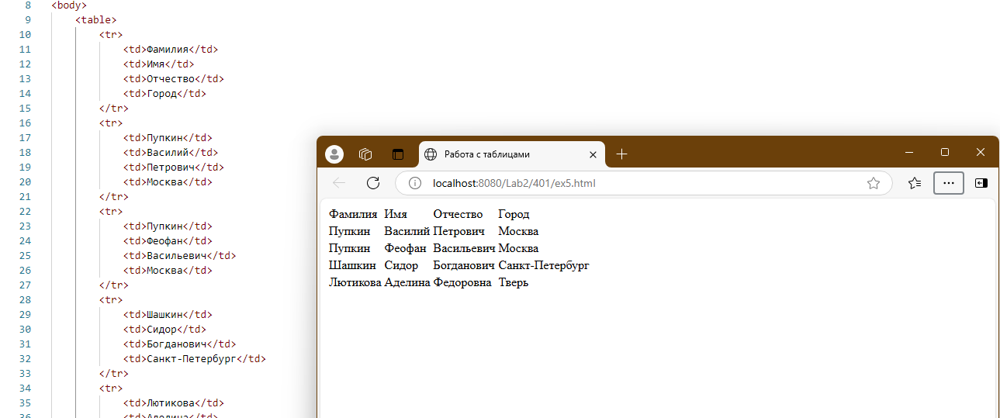 8 <body>
9 <table>
10 <tr>
11 <td>Фамилия</td>
12 <td>Имя</td>
13 <td>Отчество</td>
14 <td>Город</td>
15 </tr>
16 <tr>
17 <td>Пупкин</td>
18 <td>Василий</td>
19 <td>Петрович</td>
20 <td>Москва</td>
21 </tr>
22 <tr>
23 <td>Пупкин</td>
24 <td>Феофан</td>
25 <td>Васильевич</td>
26 <td>Москва</td>
27 </tr>
28 <tr>
29 <td>Шашкин</td>
30 <td>Сидор</td>
31 <td>Богданович</td>
32 <td>Санкт-Петербург</td>
33 </tr>
34 <tr>
35 <td>Лютикова</td>
36 <td>Аделина</td>
Работа с таблицами
localhost:8080/Lab2/401/ex5.html
Фамилия Имя Отчество Город
Пупкин Василий Петрович Москва
Пупкин Феофан Васильевич Москва
Шашкин Сидор Богданович Санкт-Петербург
Лютикова Аделина Федоровна Тверь